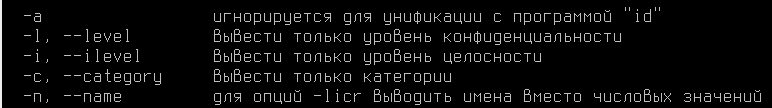 -a игнорируется для унификации с программой "id"
-l, --level Вывести только уровень конфиденциальности
-i, --ilevel Вывести только уровень целосности
-c, --category Вывести только категории
-n, --name для опций -licr выводить имена вместо числовых значений